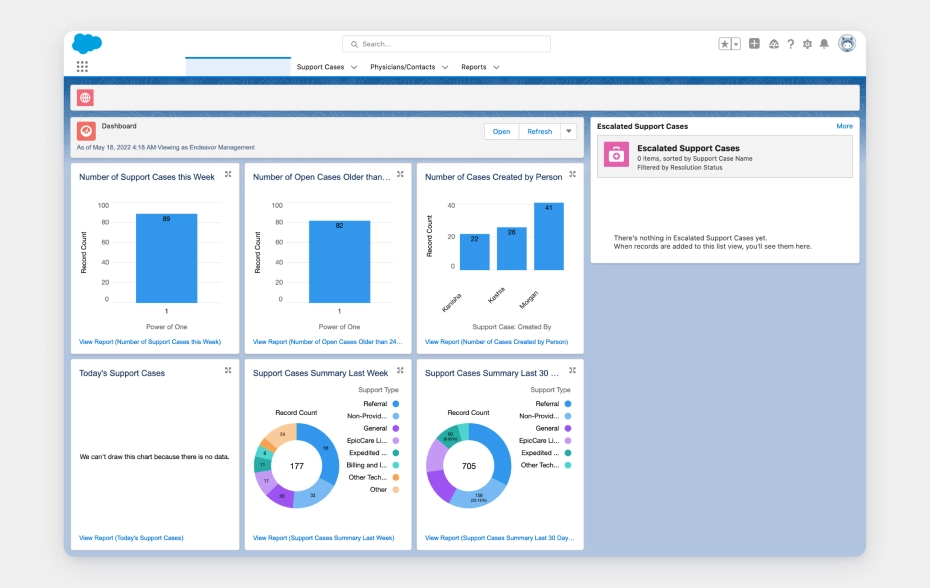 Search...
Support Cases
Physicians/Contacts
Reports
Dashboard
As of May 18, 2022 4:18 AM·Viewing as Endeavor Management
Open
Refresh
Escalated Support Cases
More
Escalated Support Cases
0 items, sorted by Support Case Name
Filtered by Resolution Status
There's nothing in Escalated Support Cases yet.
When records are added to this list view, you'll see them here.
Number of Support Cases this Week
Record Count
100
80
60
40
20
0
89
1
Power of One
View Report (Number of Support Cases this Week)
Number of Open Cases Older than...
Record Count
100
80
60
40
20
0
82
1
Power of One
View Report (Number of Open Cases Older than 24...
Number of Cases Created by Person
Record Count
40
20
0
22
26
41
Kanisha
Keshia
Morgan
Support Case: Created By
View Report (Number of Cases Created by Person)
Today's Support Cases
We can't draw this chart because there is no data.
View Report (Today's Support Cases)
Support Cases Summary Last Week
Support Type
Referral
Non-Provid...
General
EpicCare Li...
Expedited ...
Billing and I...
Other Tech...
Other
Record Count
177
24
33
17
11
View Report (Support Cases Summary Last Week)
Support Cases Summary Last 30 ...
Support Type
Referral
Non-Provid...
General
EpicCare Li...
Expedited ...
Other Tech...
Record Count
705
View Report (Support Cases Summary Last 30 Day...